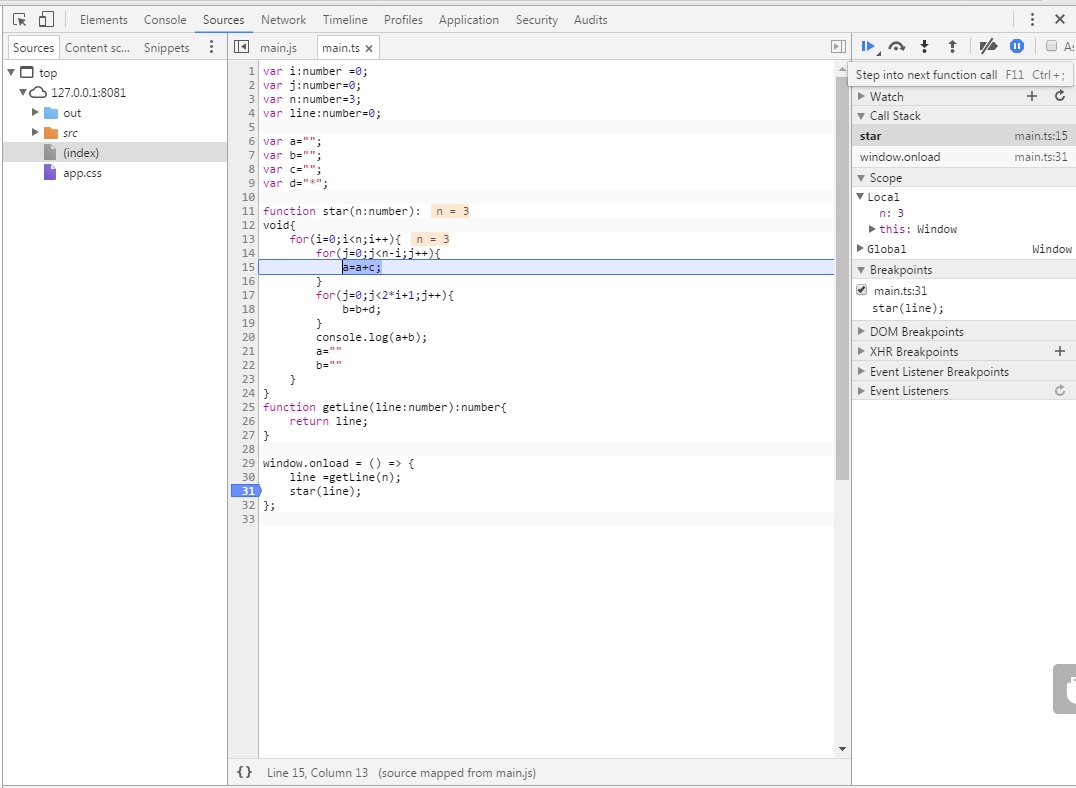 Elements Console Sources Network Timeline Profiles Application Security Audits
Sources Content sc... Snippets
main.js main.ts
Step into next function call F11 Ctrl+;
top
127.0.0.1:8081
out
src
(index)
app.css
1 var i:number =0;
2 var j:number=0;
3 var n:number=3;
4 var line:number=0;
5
6 var a="";
7 var b="";
8 var c="";
9 var d="*";
10
11 function star(n:number): n = 3
12 void{
13 for(i=0;i<n;i++){ n = 3
14 for(j=0;j<n-i;j++){
15 a=a+c;
16 }
17 for(j=0;j<2*i+1;j++){
18 b=b+d;
19 }
20 console.log(a+b);
21 a=""
22 b=""
23 }
24 }
25 function getLine(line:number):number{
26 return line;
27 }
28
29 window.onload = () => {
30 line =getLine(n);
31 star(line);
32 };
33
{} Line 15, Column 13 (source mapped from main.js)
Watch
Call Stack
star main.ts:15
window.onload main.ts:31
Scope
Local
n: 3
this: Window
Global Window
Breakpoints
main.ts:31
star(line);
DOM Breakpoints
XHR Breakpoints
Event Listener Breakpoints
Event Listeners